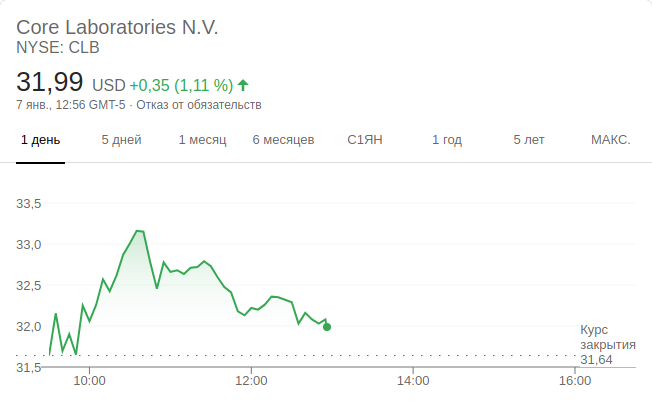 Core Laboratories N.V.
NYSE: CLB
31,99 USD +0,35 (1,11 %)
7 янв., 12:56 GMT-5 · Отказ от обязательств
1 день 5 дней 1 месяц 6 месяцев С1ЯН 1 год 5 лет МАКС.
33,5
33,0
32,5
32,0
31,5
Курс
закрытия
31,64
10:00 12:00 14:00 16:00